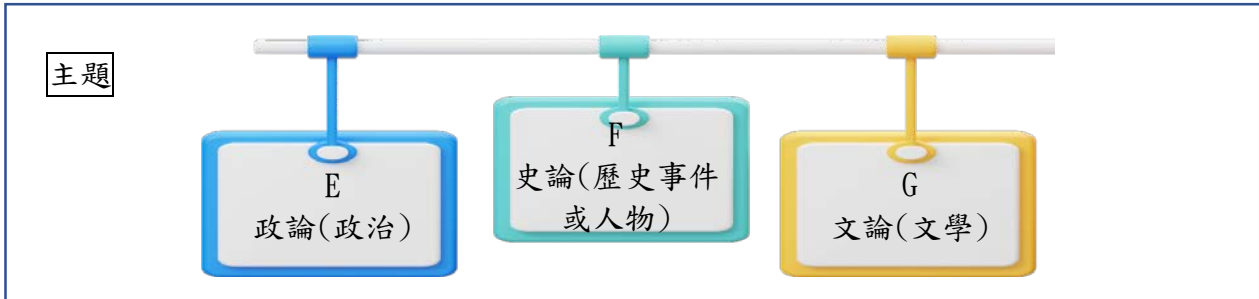 主題
E
政論(政治)
F
史論(歷史事件
或人物)
G
文論(文學)